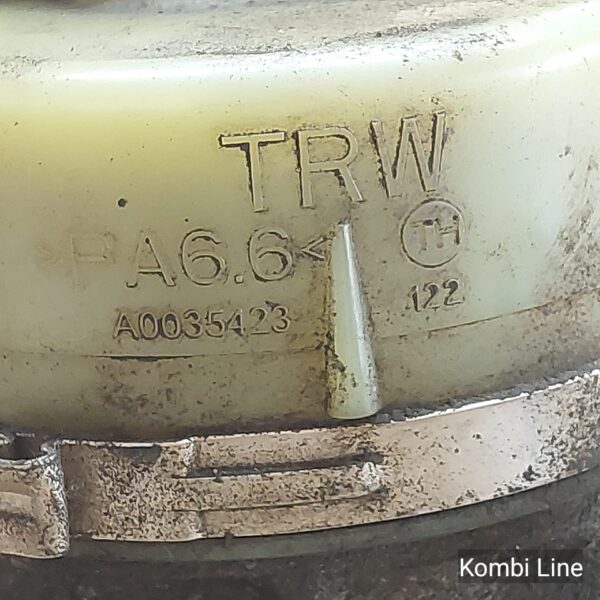 TRW
PA6.6<
TH
A0035423
122
Kombi Line